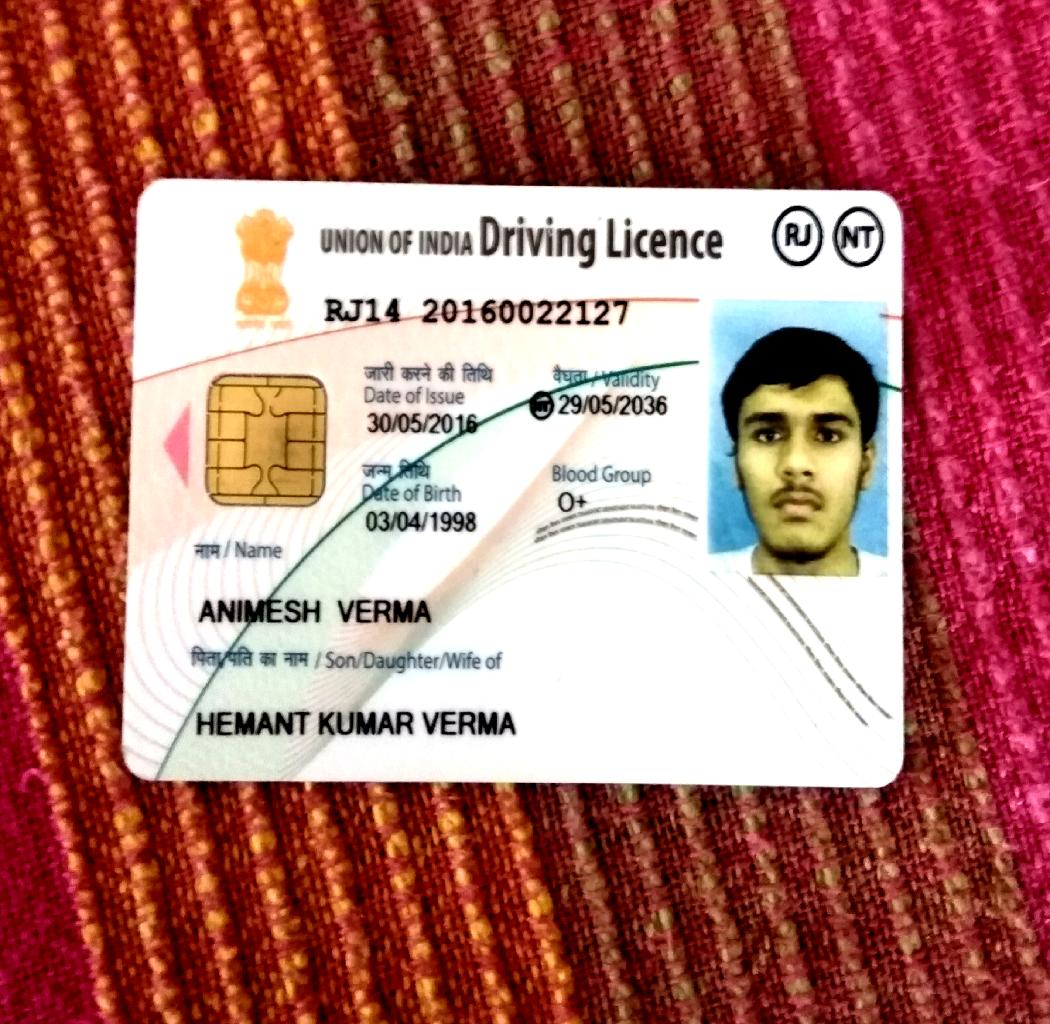 UNION OF INDIA Driving Licence
RJ NT
RJ14 20160022127
जारी करने की तिथि
Date of Issue
30/05/2016
वैधता / Validity
NT 29/05/2036
जन्म तिथि
Date of Birth
03/04/1998
Blood Group
O+
नाम / Name
ANIMESH VERMA
पिता/पति का नाम / Son/Daughter/Wife of
HEMANT KUMAR VERMA